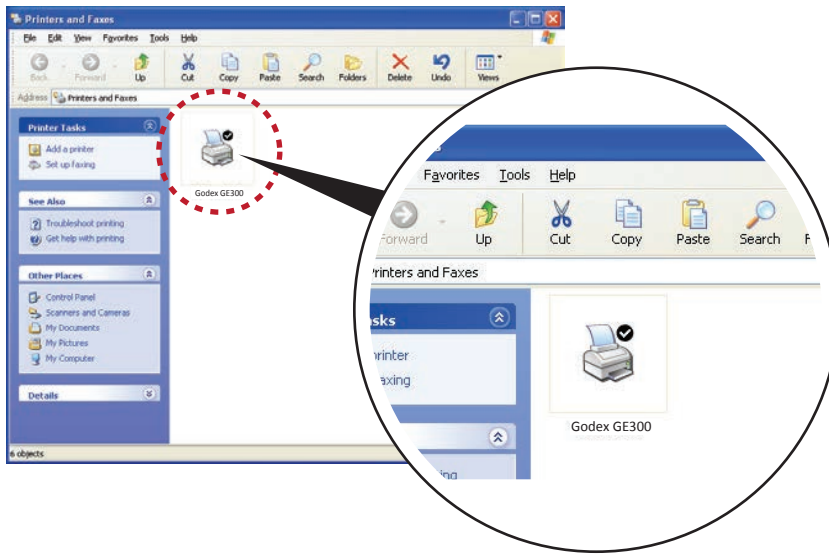 Printers and Faxes
File Edit View Favorites Tools Help
Back Forward Up Cut Copy Paste Search Folders Delete Undo Views
Address Printers and Faxes
Printer Tasks
Add a printer
Set up faxing
Godex GE300
See Also
Troubleshoot printing
Get help with printing
Other Places
Control Panel
Scanners and Cameras
My Documents
My Pictures
My Computer
Details
6 objects
s
Favorites Tools Help
Forward Up Cut Copy Paste Search F
Printers and Faxes
sks
printer
faxing
Godex GE300
ing